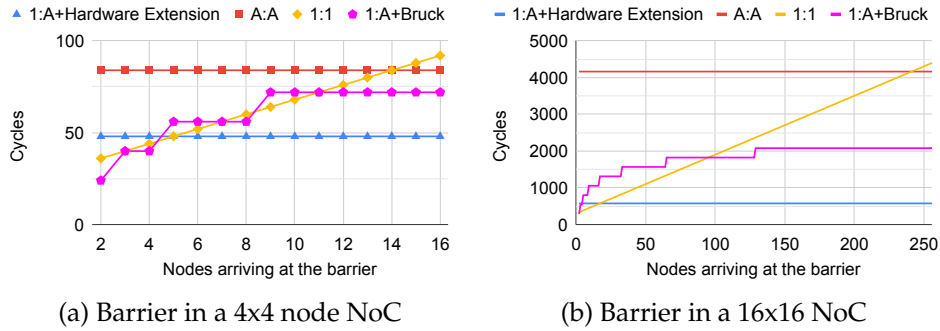 1:A+Hardware Extension A:A 1:1 1:A+Bruck
100
50
0
Cycles
2 4 6 8 10 12 14 16
Nodes arriving at the barrier
(a) Barrier in a 4x4 node NoC
1:A+Hardware Extension A:A 1:1 1:A+Bruck
5000
4000
3000
2000
1000
0
Cycles
0 50 100 150 200 250
Nodes arriving at the barrier
(b) Barrier in a 16x16 NoC